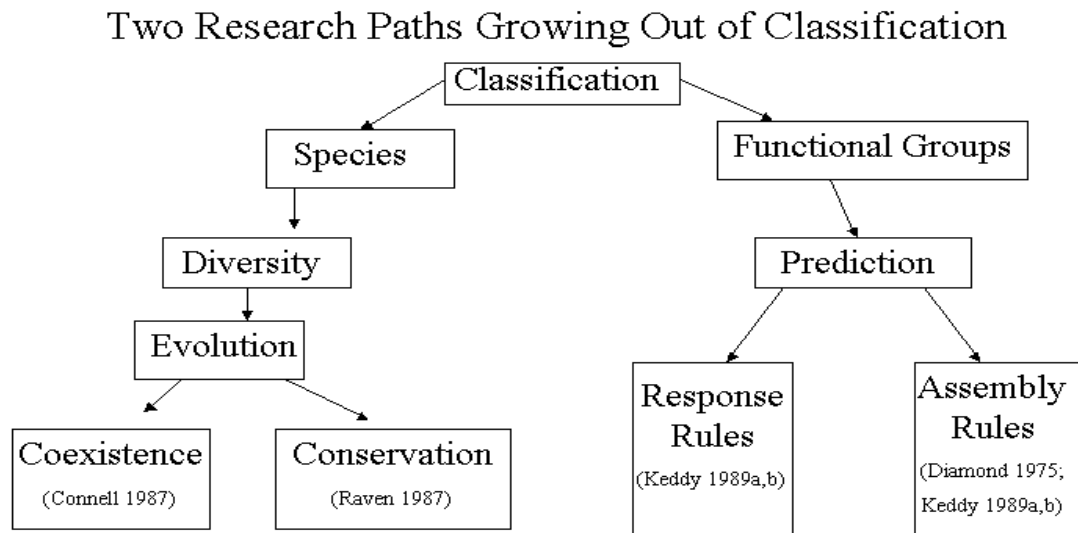 Two Research Paths Growing Out of Classification
Classification
Species
Functional Groups
Diversity
Prediction
Evolution
Response
Rules
(Keddy 1989a,b)
Assembly
Rules
(Diamond 1975;
Keddy 1989a,b)
Coexistence
(Connell 1987)
Conservation
(Raven 1987)